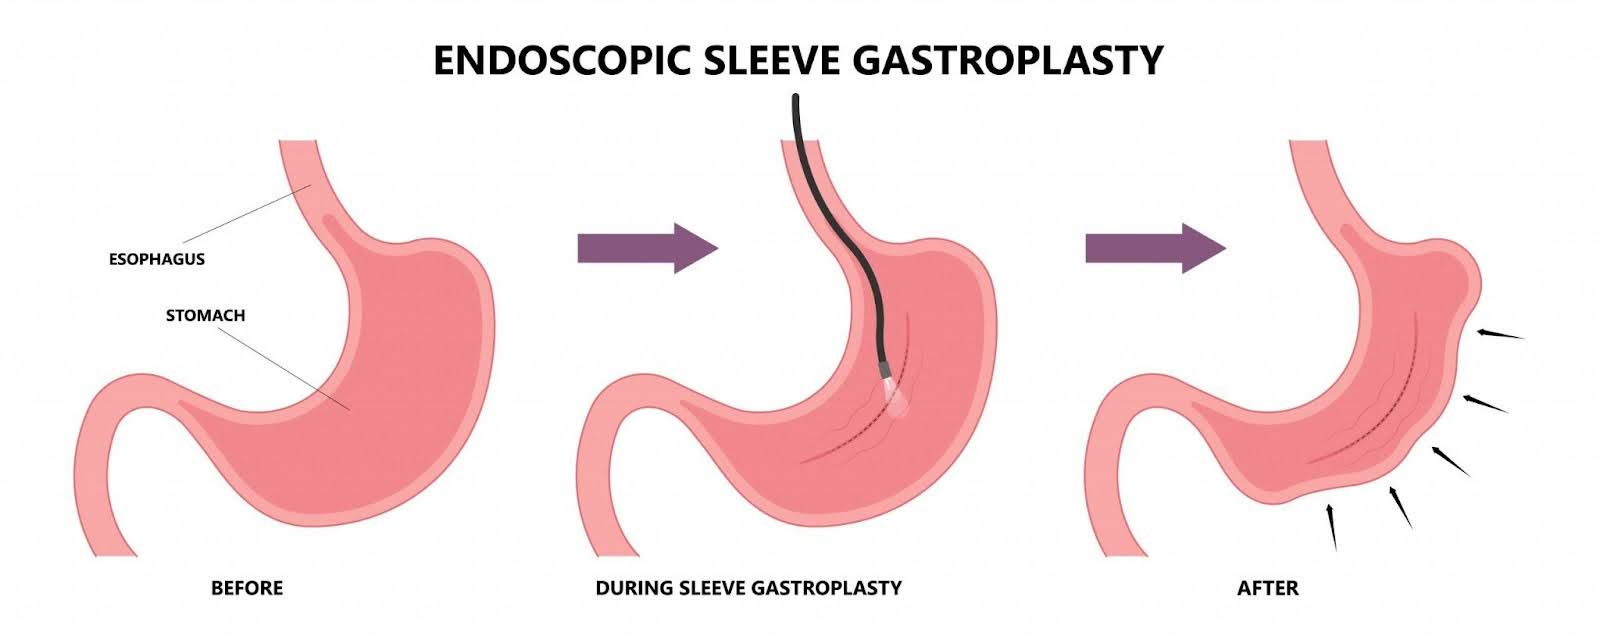 ENDOSCOPIC SLEEVE GASTROPLASTY
ESOPHAGUS
STOMACH
BEFORE
DURING SLEEVE GASTROPLASTY
AFTER